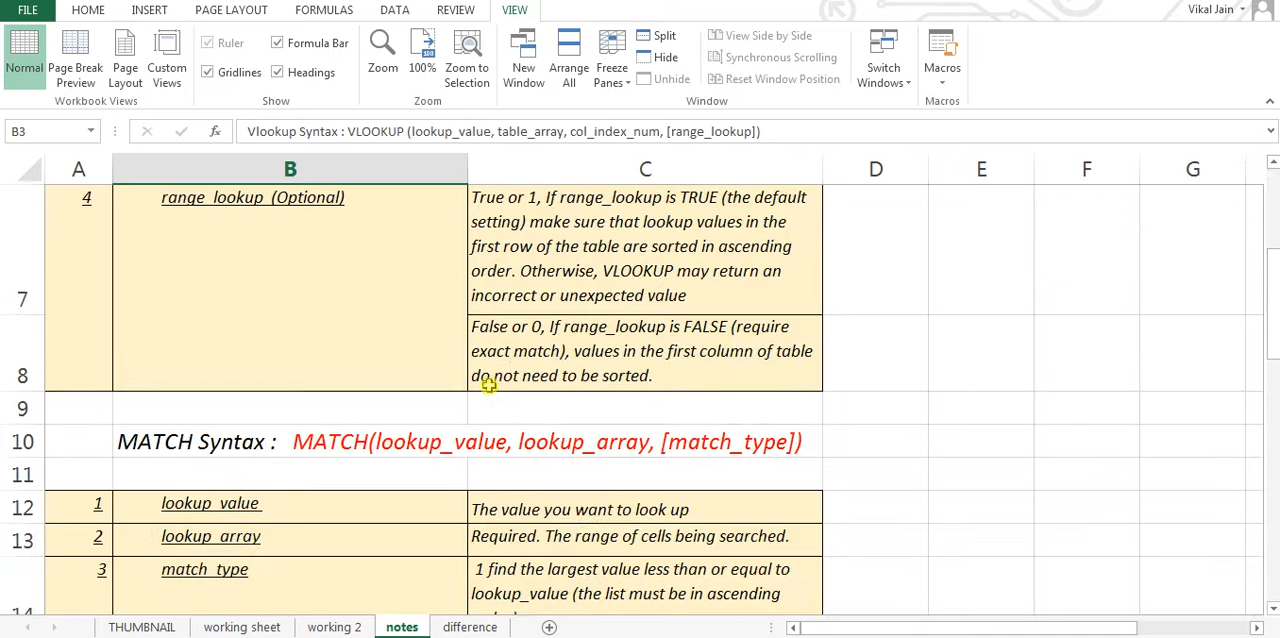 FILE HOME INSERT PAGE LAYOUT FORMULAS DATA REVIEW VIEW Vikal Jain
Normal
Page Break
Preview
Page
Layout
Custom
Views
Workbook Views
Ruler
Formula Bar
Gridlines
Headings
Show
Zoom
100%
Zoom to
Selection
Zoom
New
Window
Arrange
All
Freeze
Panes
Split
Hide
Unhide
View Side by Side
Synchronous Scrolling
Reset Window Position
Window
Switch
Windows
Macros
Macros
B3
fx
Vlookup Syntax : VLOOKUP (lookup_value, table_array, col_index_num, [range_lookup])
A B C D E F G
4 range_lookup (Optional)
True or 1, If range_lookup is TRUE (the default
setting) make sure that lookup values in the
first row of the table are sorted in ascending
order. Otherwise, VLOOKUP may return an
7 incorrect or unexpected value
False or 0, If range_lookup is FALSE (require
exact match), values in the first column of table
8 do not need to be sorted.
9
10 MATCH Syntax : MATCH(lookup_value, lookup_array, [match_type])
11
12 1 lookup_value The value you want to look up
13 2 lookup_array Required. The range of cells being searched.
3 match_type 1 find the largest value less than or equal to
lookup_value (the list must be in ascending
14
THUMBNAIL working sheet working 2 notes difference